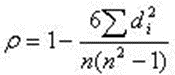 ρ = 1 − 6∑d_i^2 / n(n^2 − 1)